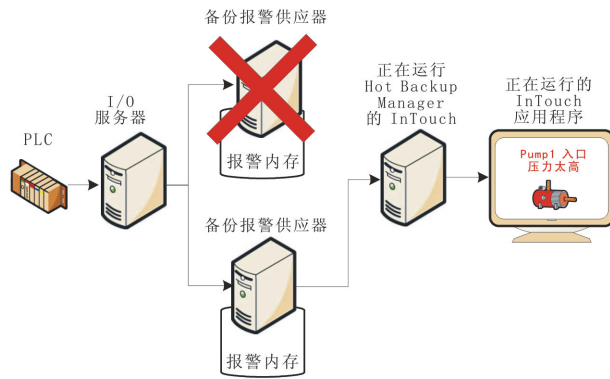 备份报警供应器
I/O
服务器
PLC
报警内存
备份报警供应器
报警内存
正在运行
Hot Backup
Manager
的 InTouch
正在运行的
InTouch
应用程序
Pump1 入口
压力太高